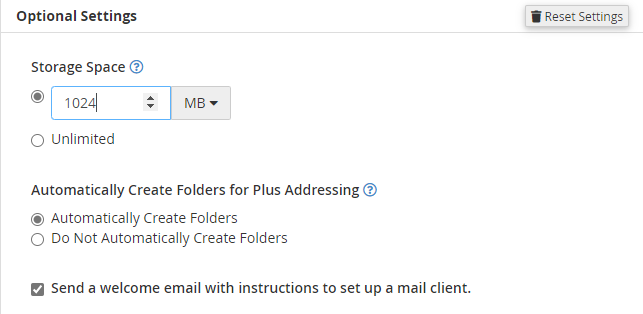 Optional Settings
Reset Settings
Storage Space
1024 MB
Unlimited
Automatically Create Folders for Plus Addressing
Automatically Create Folders
Do Not Automatically Create Folders
Send a welcome email with instructions to set up a mail client.